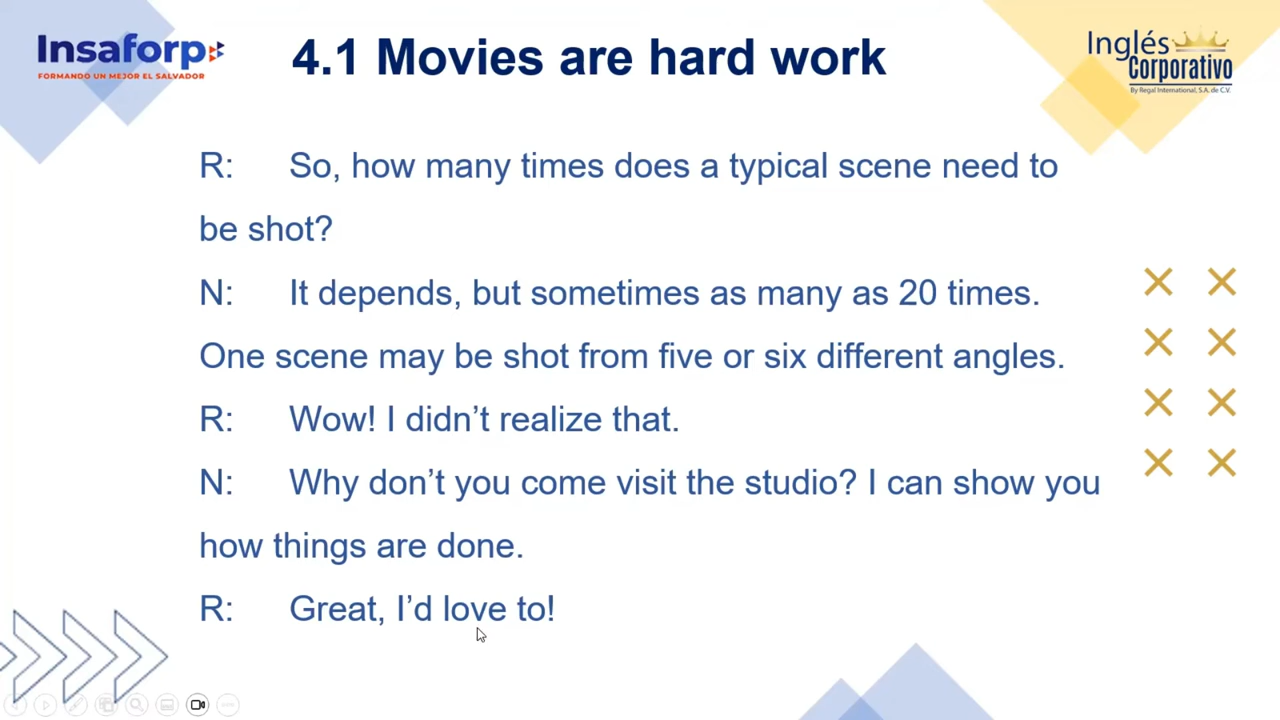 Insaforp
FORMANDO UN MEJOR EL SALVADOR
4.1 Movies are hard work
Inglés
Corporativo
By Regal International, S.A. de C.V.
R: So, how many times does a typical scene need to
be shot?
N: It depends, but sometimes as many as 20 times.
One scene may be shot from five or six different angles.
R: Wow! I didn’t realize that.
N: Why don’t you come visit the studio? I can show you
how things are done.
R: Great, I’d love to!